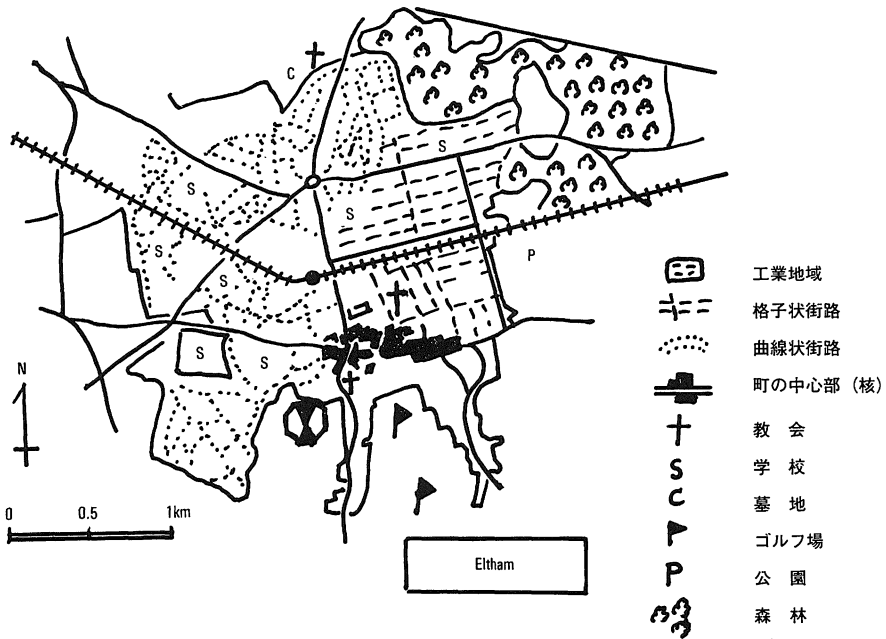 C
S
S
S
S
P
S
S
S
S
N
0 0.5 1km
Eltham
工業地域
格子状街路
曲線状街路
町の中心部（核）
教会
S 学校
C 墓地
ゴルフ場
P 公園
森林